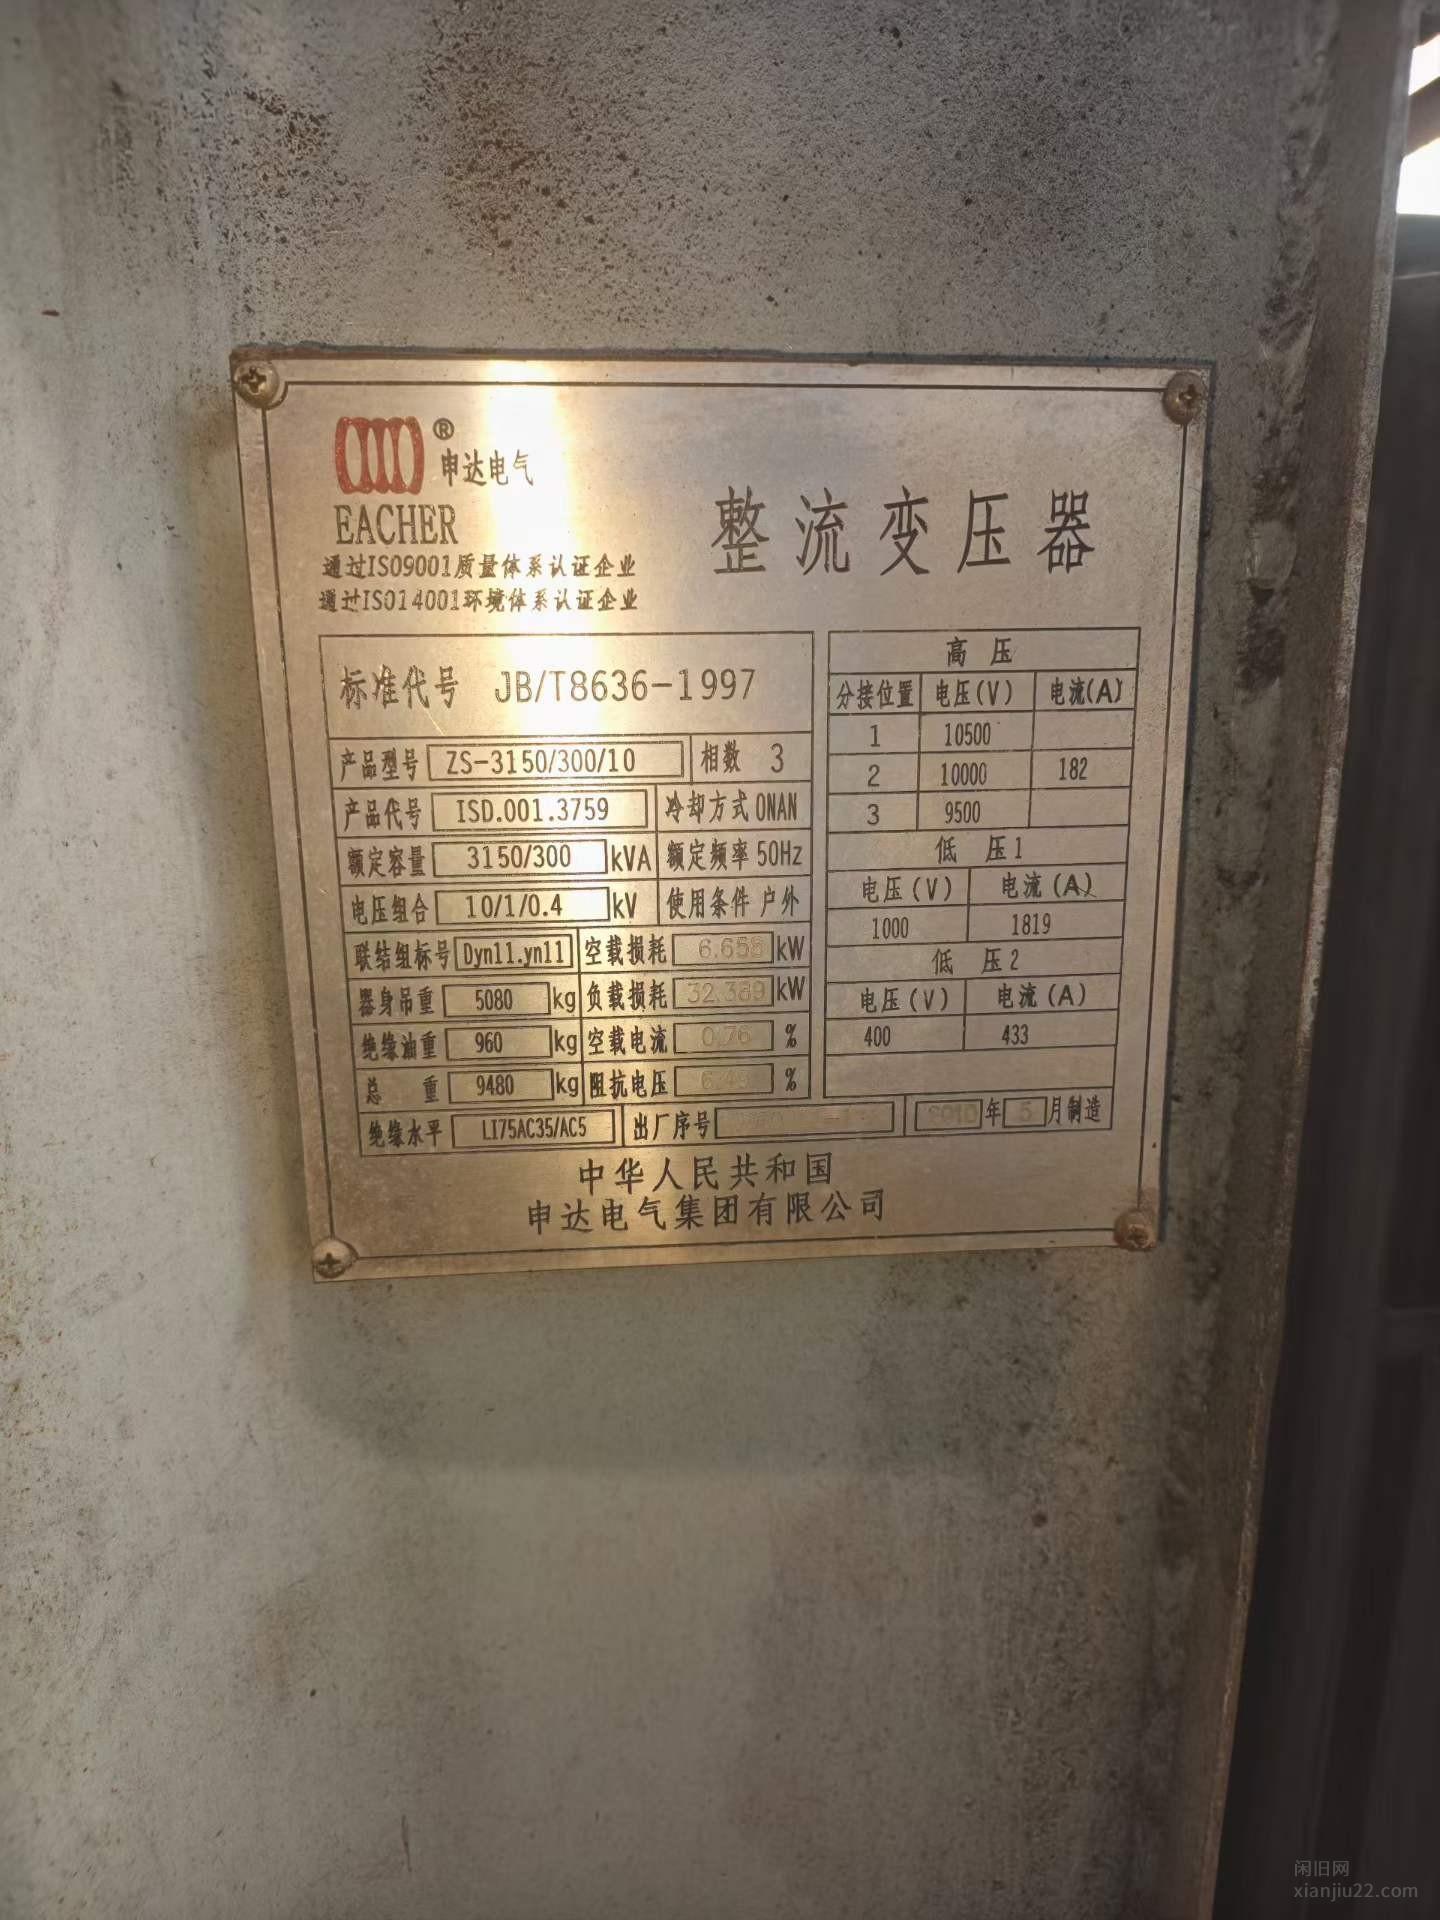 ®
申达电气
EACHER
通过ISO9001质量体系认证企业
通过ISO14001环境体系认证企业
整流变压器
标准代号 JB/T8636-1997
产品型号 ZS-3150/300/10 相数 3
产品代号 ISD.001.3759 冷却方式 ONAN
额定容量 3150/300 kVA 额定频率 50Hz
电压组合 10/1/0.4 kV 使用条件 户外
联结组标号 Dyn11.yn11 空载损耗 kW
器身吊重 5080 kg 负载损耗 32.389 kW
绝缘油重 960 kg 空载电流 0.76 %
总 重 9480 kg 阻抗电压 %
绝缘水平 LI75AC35/AC5 出厂序号 2010 年 5 月制造
高 压
分接位置 电压(V) 电流(A)
1 10500
2 10000 182
3 9500
低 压1
电压(V) 电流(A)
1000 1819
低 压2
电压(V) 电流(A)
400 433
中华人民共和国
申达电气集团有限公司
闲旧网
xianjiu22.com